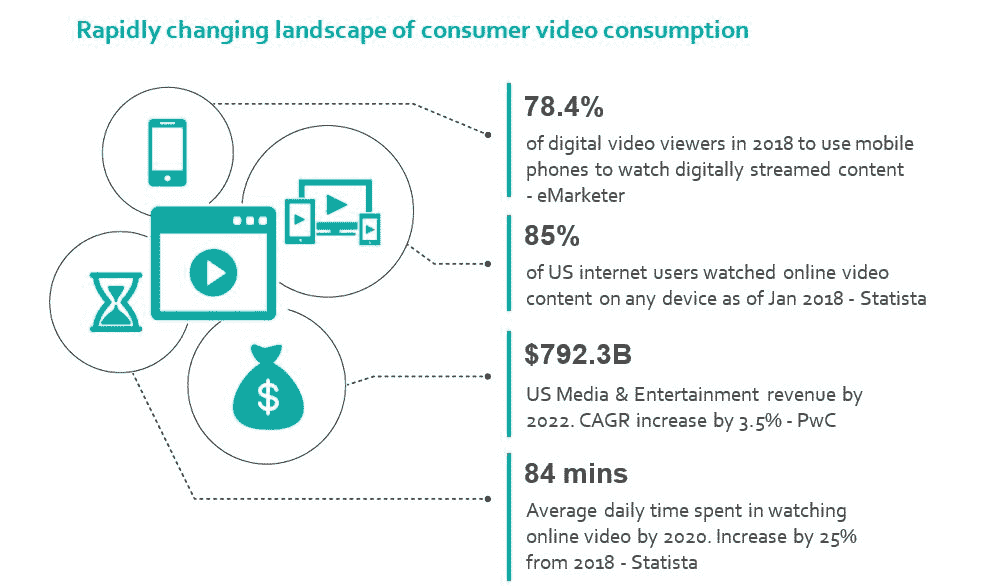 Rapidly changing landscape of consumer video consumption
78.4%
of digital video viewers in 2018 to use mobile
phones to watch digitally streamed content
- eMarketer
85%
of US internet users watched online video
content on any device as of Jan 2018 - Statista
$792.3B
US Media & Entertainment revenue by
2022. CAGR increase by 3.5% - PwC
$
84 mins
Average daily time spent in watching
online video by 2020. Increase by 25%
from 2018 - Statista